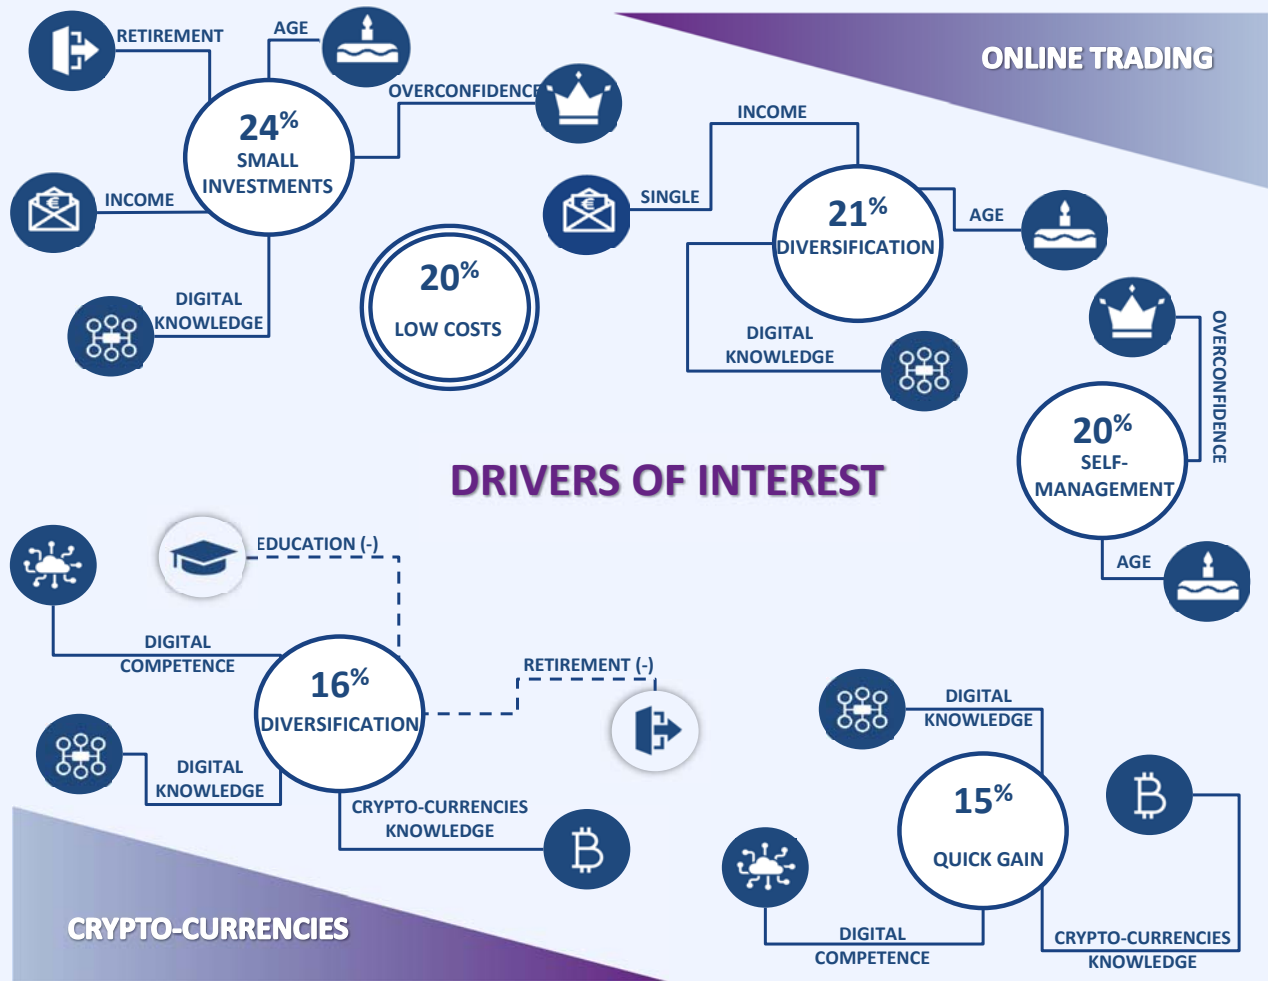 RETIREMENT
AGE
ONLINE TRADING
OVERCONFIDENCE
24%
SMALL
INVESTMENTS
INCOME
INCOME
SINGLE
21%
DIVERSIFICATION
AGE
20%
LOW COSTS
DIGITAL
KNOWLEDGE
DIGITAL
KNOWLEDGE
OVERCONFIDENCE
20%
SELF-
MANAGEMENT
AGE
DRIVERS OF INTEREST
EDUCATION (-)
DIGITAL
COMPETENCE
RETIREMENT (-)
16%
DIVERSIFICATION
DIGITAL
KNOWLEDGE
CRYPTO-CURRENCIES
KNOWLEDGE
DIGITAL
KNOWLEDGE
15%
QUICK GAIN
DIGITAL
COMPETENCE
CRYPTO-CURRENCIES
KNOWLEDGE
CRYPTO-CURRENCIES